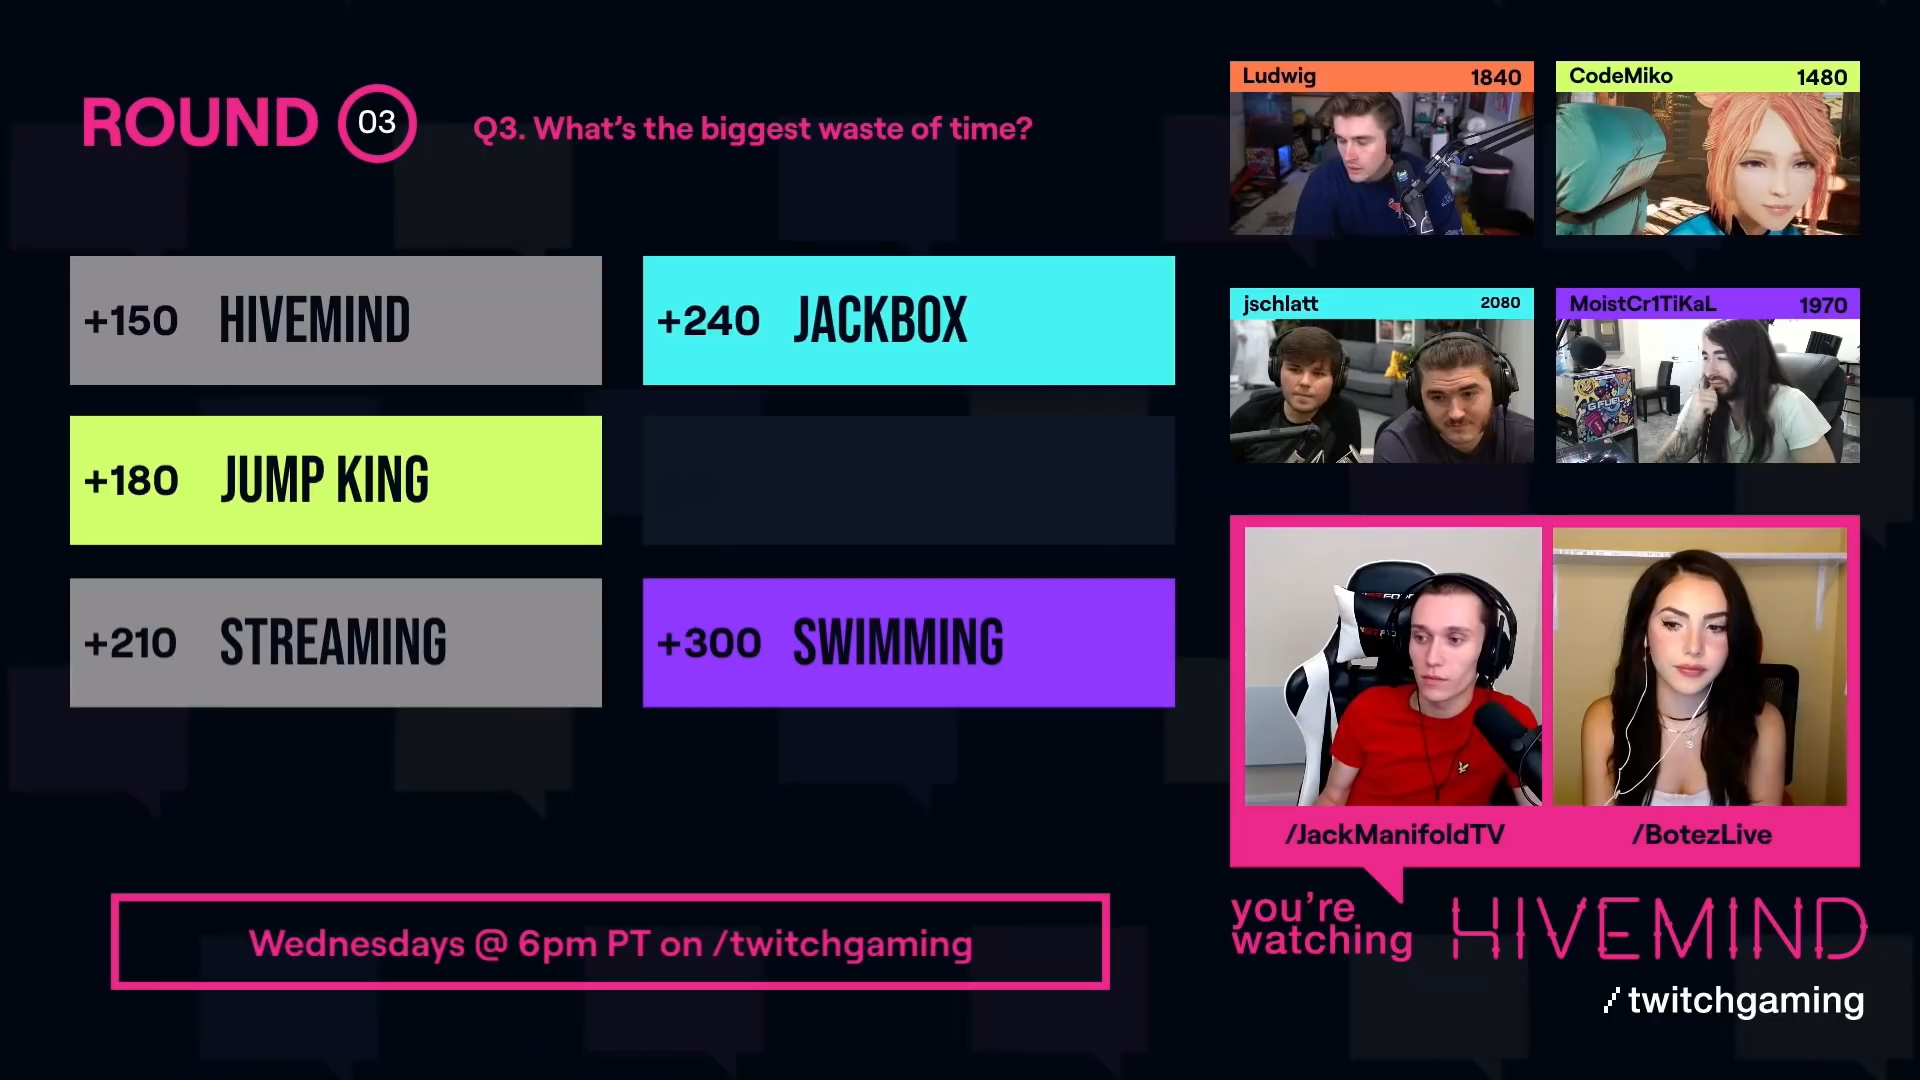 ROUND 03
Q3. What's the biggest waste of time?
+150 HIVEMIND
+240 JACKBOX
+180 JUMP KING
+210 STREAMING
+300 SWIMMING
Wednesdays @ 6pm PT on /twitchgaming
Ludwig 1840
CodeMiko 1480
jschlatt 2080
MoistCr1TiKaL 1970
G FUEL
/JackManifoldTV
/BotezLive
you're
watching
HIVEMIND
/twitchgaming